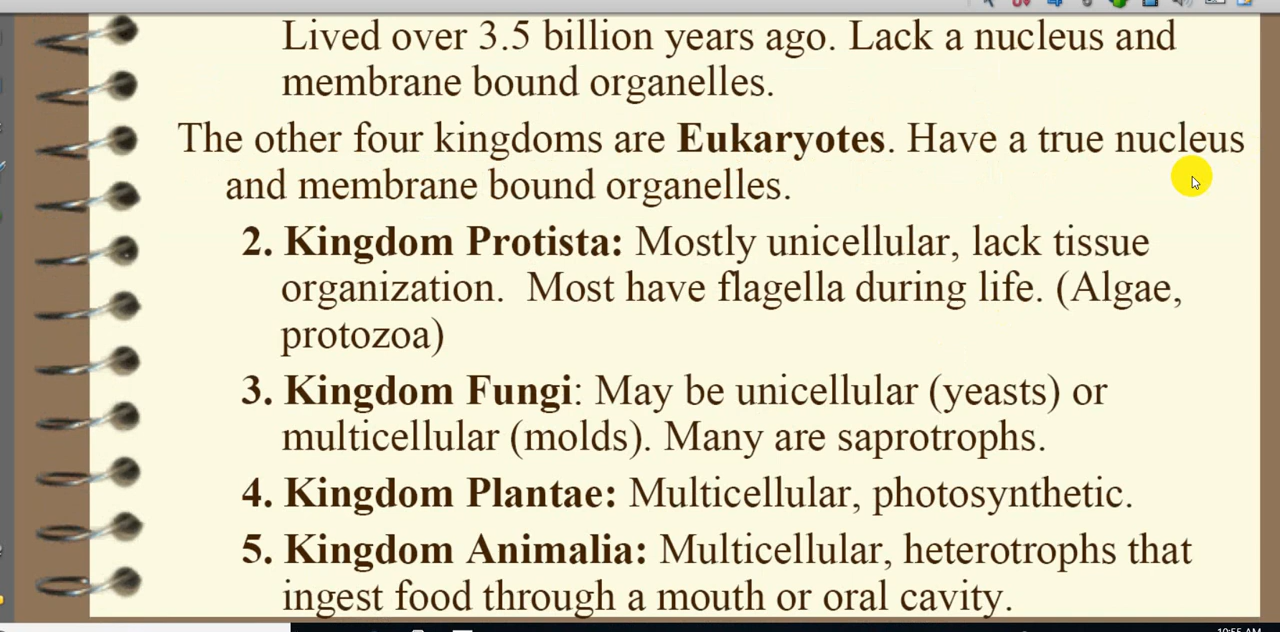 Lived over 3.5 billion years ago. Lack a nucleus and
membrane bound organelles.
The other four kingdoms are Eukaryotes. Have a true nucleus
and membrane bound organelles.
2. Kingdom Protista: Mostly unicellular, lack tissue
organization. Most have flagella during life. (Algae,
protozoa)
3. Kingdom Fungi: May be unicellular (yeasts) or
multicellular (molds). Many are saprotrophs.
4. Kingdom Plantae: Multicellular, photosynthetic.
5. Kingdom Animalia: Multicellular, heterotrophs that
ingest food through a mouth or oral cavity.